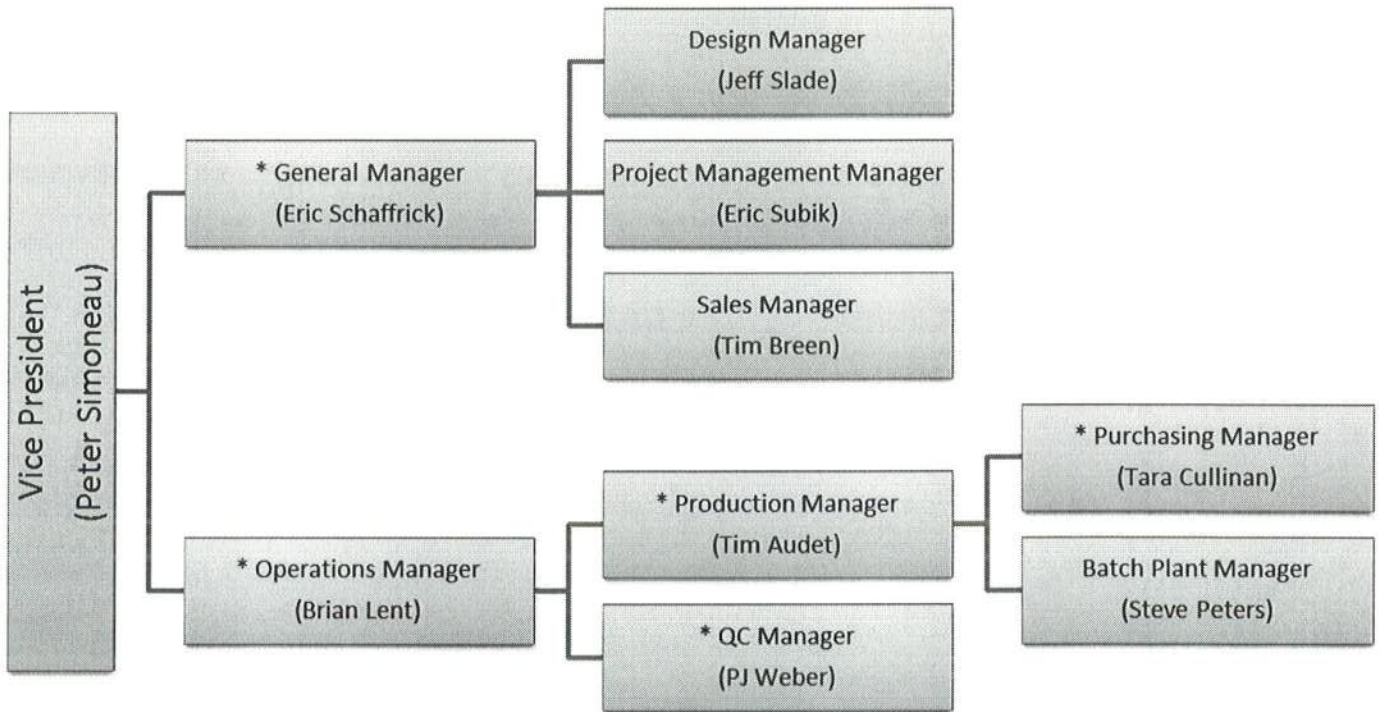 Vice President
(Peter Simoneau)
* General Manager
(Eric Schaffrick)
Design Manager
(Jeff Slade)
Project Management Manager
(Eric Subik)
Sales Manager
(Tim Breen)
* Operations Manager
(Brian Lent)
* Production Manager
(Tim Audet)
* Purchasing Manager
(Tara Cullinan)
Batch Plant Manager
(Steve Peters)
* QC Manager
(PJ Weber)